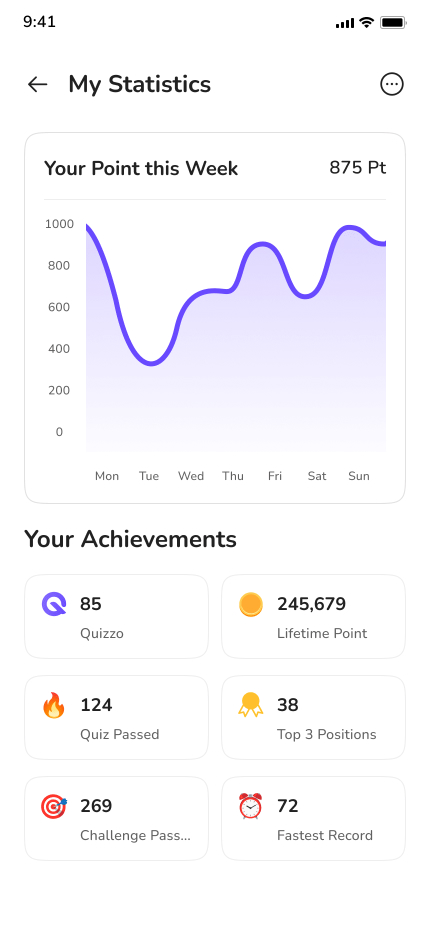 9:41
My Statistics
Your Point this Week 875 Pt
1000
800
600
400
200
0
Mon Tue Wed Thu Fri Sat Sun
Your Achievements
85 245,679
Quizzo Lifetime Point
124 38
Quiz Passed Top 3 Positions
269 72
Challenge Pass... Fastest Record